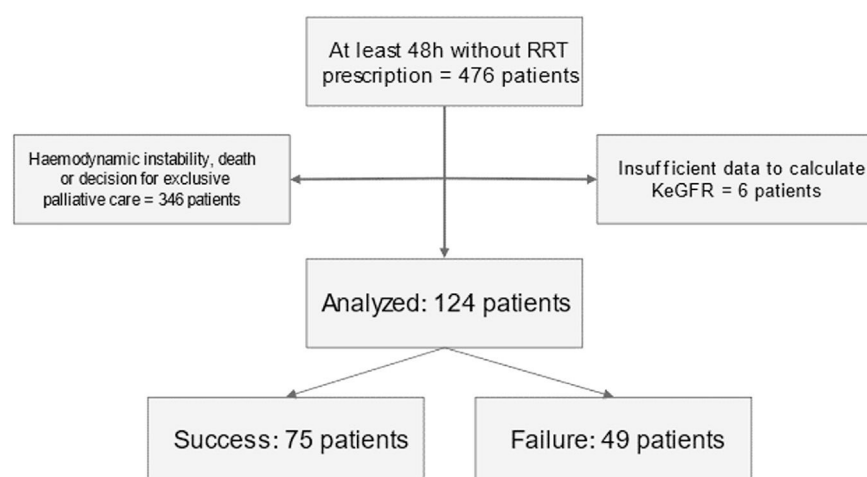 At least 48h without RRT
prescription = 476 patients
Haemodynamic instability, death
or decision for exclusive
palliative care = 346 patients
Insufficient data to calculate
KeGFR = 6 patients
Analyzed: 124 patients
Success: 75 patients
Failure: 49 patients